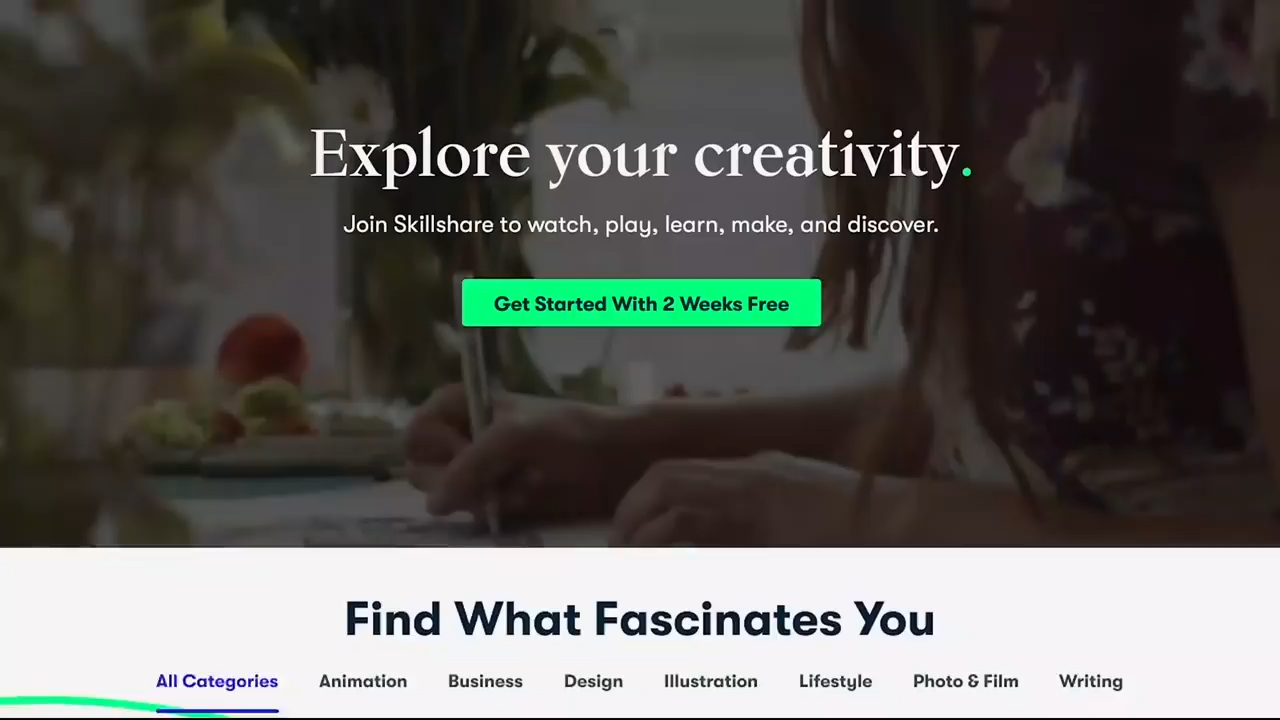 Explore your creativity.
Join Skillshare to watch, play, learn, make, and discover.
Get Started With 2 Weeks Free
Find What Fascinates You
All Categories Animation Business Design Illustration Lifestyle Photo & Film Writing